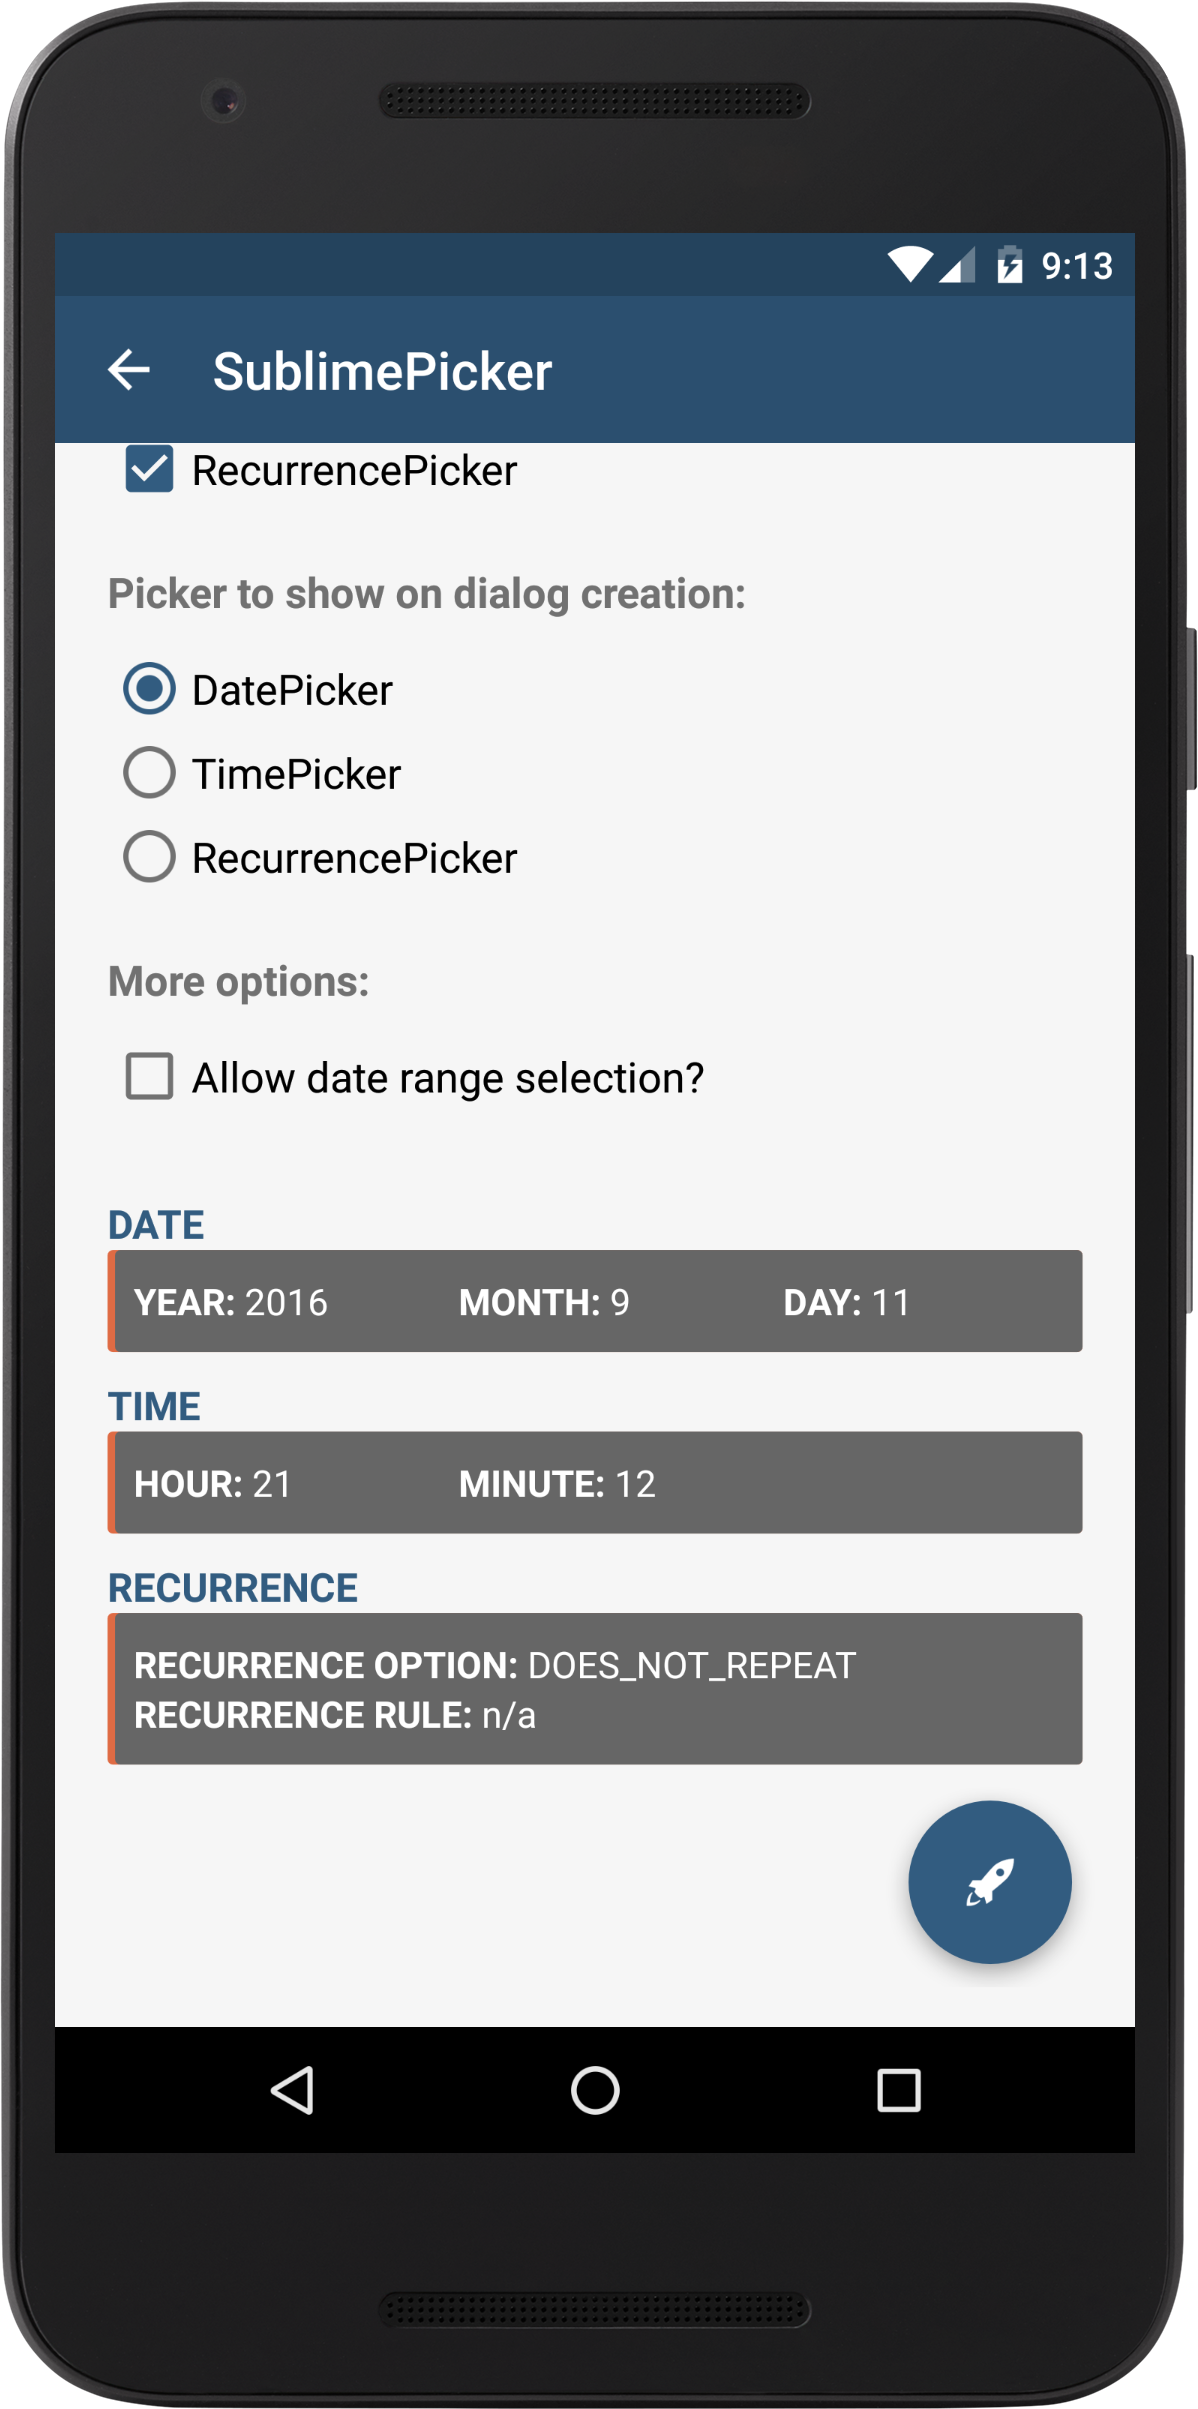 9:13
SublimePicker
RecurrencePicker
Picker to show on dialog creation:
DatePicker
TimePicker
RecurrencePicker
More options:
Allow date range selection?
DATE
YEAR: 2016 MONTH: 9 DAY: 11
TIME
HOUR: 21 MINUTE: 12
RECURRENCE
RECURRENCE OPTION: DOES_NOT_REPEAT
RECURRENCE RULE: n/a